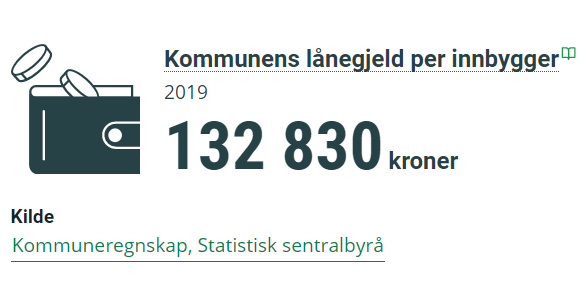 Kommunens lånegjeld per innbygger
2019
132 830 kroner
Kilde
Kommuneregnskap, Statistisk sentralbyrå